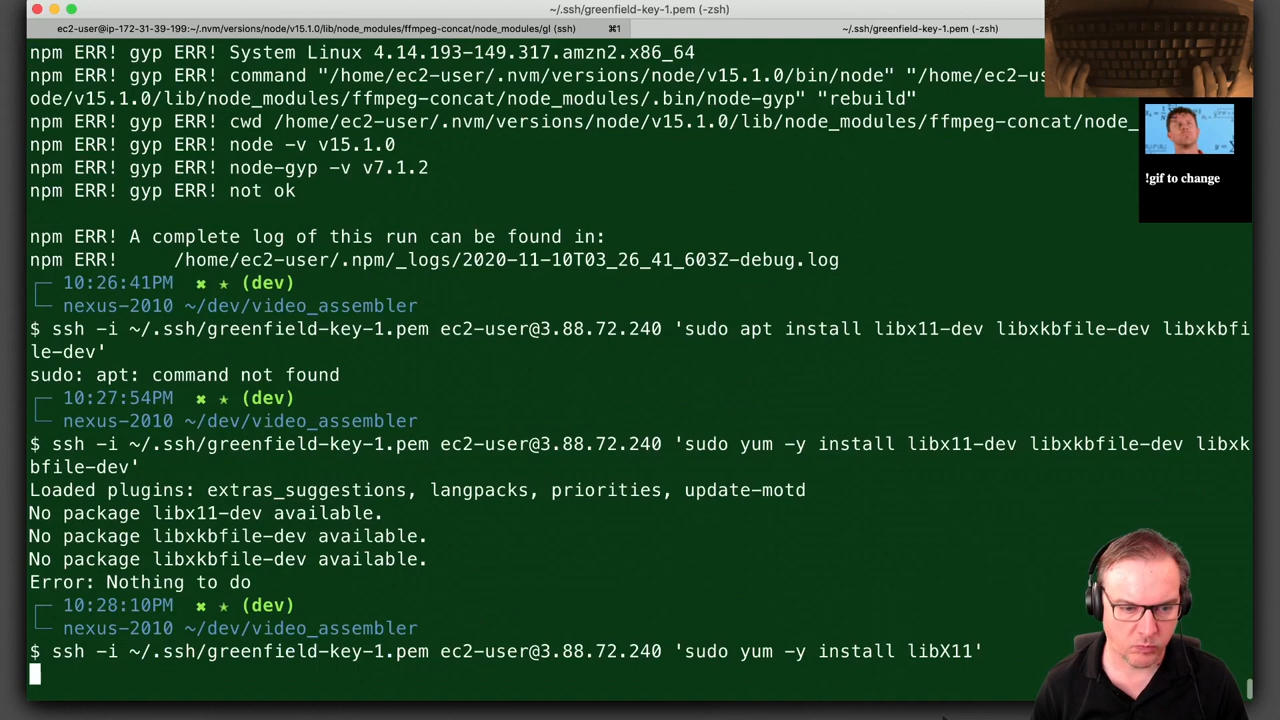 ~/.ssh/greenfield-key-1.pem (-zsh)
ec2-user@ip-172-31-39-199:~/.nvm/versions/node/v15.1.0/lib/node_modules/ffmpeg-concat/node_modules/gl (ssh) ⌘1
~/.ssh/greenfield-key-1.pem (-zsh)
npm ERR! gyp ERR! System Linux 4.14.193-149.317.amzn2.x86_64
npm ERR! gyp ERR! command "/home/ec2-user/.nvm/versions/node/v15.1.0/bin/node" "/home/ec2-us
ode/v15.1.0/lib/node_modules/ffmpeg-concat/node_modules/.bin/node-gyp" "rebuild"
npm ERR! gyp ERR! cwd /home/ec2-user/.nvm/versions/node/v15.1.0/lib/node_modules/ffmpeg-concat/node_
npm ERR! gyp ERR! node -v v15.1.0
npm ERR! gyp ERR! node-gyp -v v7.1.2
npm ERR! gyp ERR! not ok
!gif to change
npm ERR! A complete log of this run can be found in:
npm ERR!     /home/ec2-user/.npm/_logs/2020-11-10T03_26_41_603Z-debug.log
10:26:41PM ✖ ★ (dev)
nexus-2010 ~/dev/video_assembler
$ ssh -i ~/.ssh/greenfield-key-1.pem ec2-user@3.88.72.240 'sudo apt install libx11-dev libxkbfile-dev libxkbfi
le-dev'
sudo: apt: command not found
10:27:54PM ✖ ★ (dev)
nexus-2010 ~/dev/video_assembler
$ ssh -i ~/.ssh/greenfield-key-1.pem ec2-user@3.88.72.240 'sudo yum -y install libx11-dev libxkbfile-dev libxk
bfile-dev'
Loaded plugins: extras_suggestions, langpacks, priorities, update-motd
No package libx11-dev available.
No package libxkbfile-dev available.
No package libxkbfile-dev available.
Error: Nothing to do
10:28:10PM ✖ ★ (dev)
nexus-2010 ~/dev/video_assembler
$ ssh -i ~/.ssh/greenfield-key-1.pem ec2-user@3.88.72.240 'sudo yum -y install libX11'